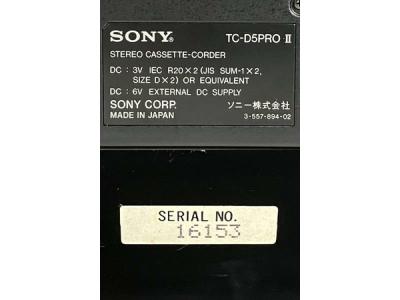 SONY®
TC-D5PRO II
STEREO CASSETTE-CORDER
DC : 3V IEC R20×2 (JIS SUM-1×2,
SIZE D×2) OR EQUIVALENT
DC : 6V EXTERNAL DC SUPPLY
SONY CORP. ソニー株式会社
MADE IN JAPAN 3-557-894-02
SERIAL NO.
16153